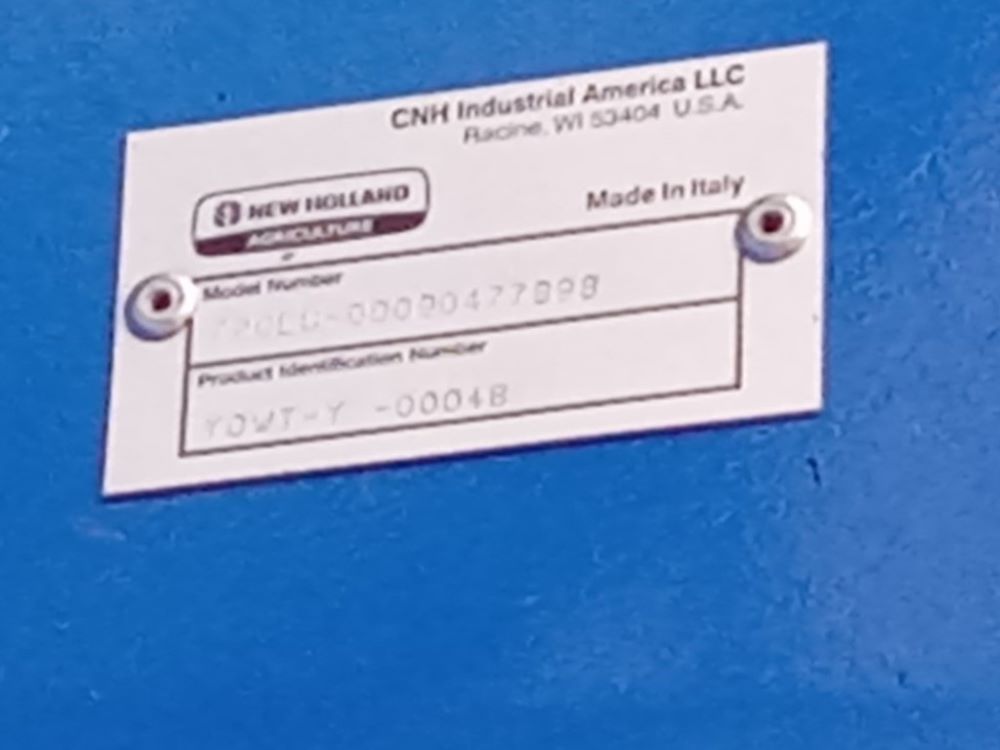 CNH Industrial America LLC
Racine, WI 53404 U.S.A.
NEW HOLLAND
AGRICULTURE
Made In Italy
Model Number
Product Identification Number